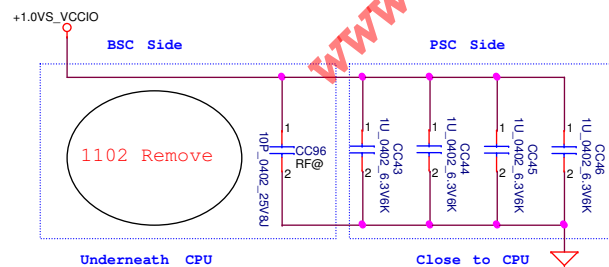 +1.0VS_VCCIO
BSC Side
PSC Side
www
1102 Remove
1
2
CC96
RF@
10P_0402_25V8J
1
2
CC43
1U_0402_6.3V6K
1
2
CC44
1U_0402_6.3V6K
1
2
CC45
1U_0402_6.3V6K
1
2
CC46
1U_0402_6.3V6K
Underneath CPU
Close to CPU